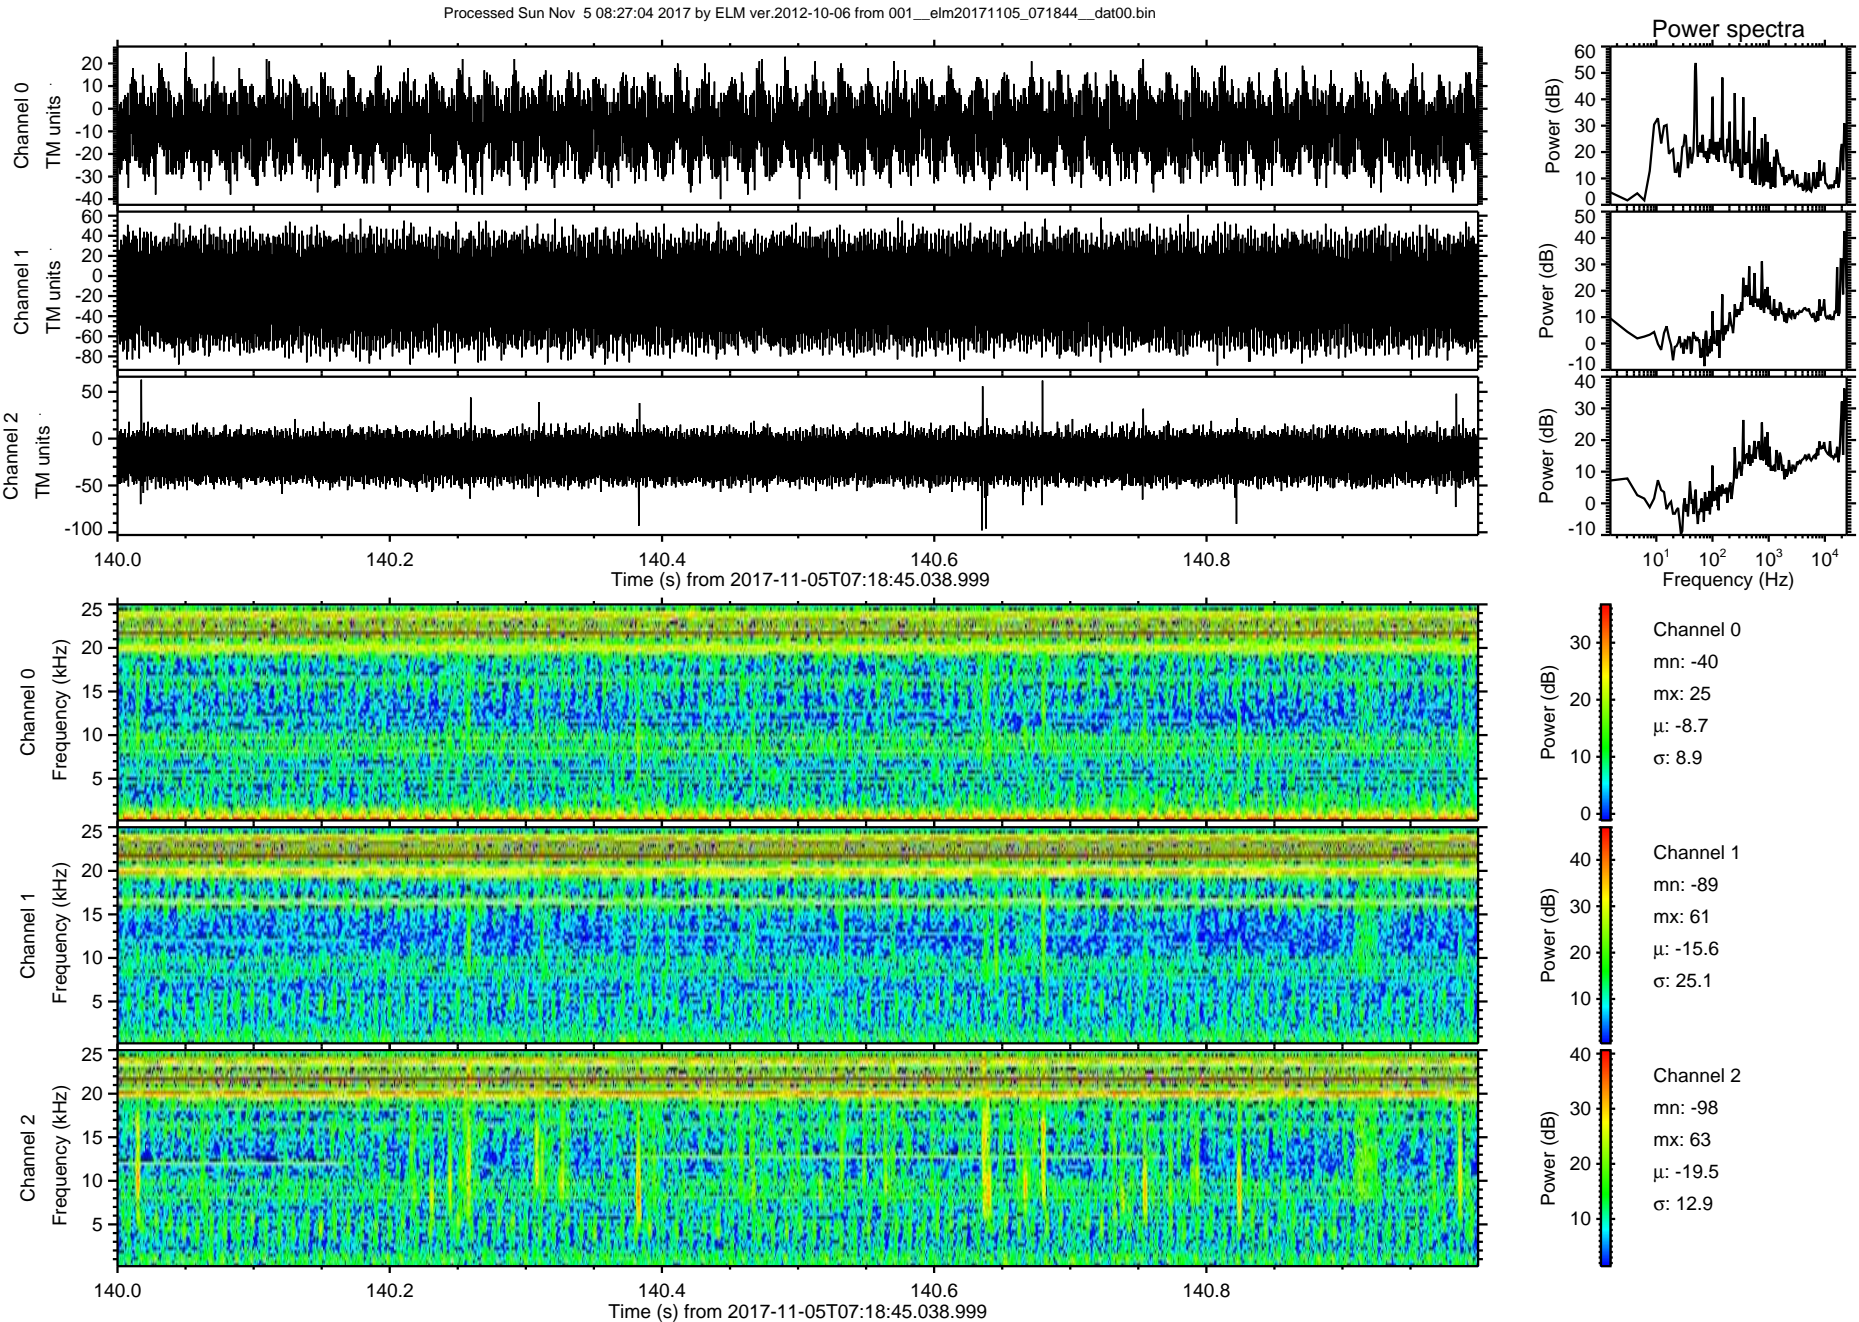 Processed Sun Nov  5 08:27:04 2017 by ELM ver.2012-10-06 from 001__elm20171105_071844__dat00.bin
Power spectra
Channel 0
TM units
20
10
0
-10
-20
-30
-40
Power (dB)
60
50
40
30
20
10
0
Channel 1
TM units
60
40
20
0
-20
-40
-60
-80
Power (dB)
50
40
30
20
10
0
-10
Channel 2
TM units
50
0
-50
-100
Power (dB)
40
30
20
10
0
-10
140.0 140.2 140.4 140.6 140.8
Time (s) from 2017-11-05T07:18:45.038.999
10¹ 10² 10³ 10⁴
Frequency (Hz)
Channel 0
Frequency (kHz)
25
20
15
10
5
Power (dB)
30
20
10
0
Channel 0
mn: -40
mx: 25
μ: -8.7
σ: 8.9
Channel 1
Frequency (kHz)
25
20
15
10
5
Power (dB)
40
30
20
10
Channel 1
mn: -89
mx: 61
μ: -15.6
σ: 25.1
Channel 2
Frequency (kHz)
25
20
15
10
5
Power (dB)
40
30
20
10
Channel 2
mn: -98
mx: 63
μ: -19.5
σ: 12.9
140.0 140.2 140.4 140.6 140.8
Time (s) from 2017-11-05T07:18:45.038.999